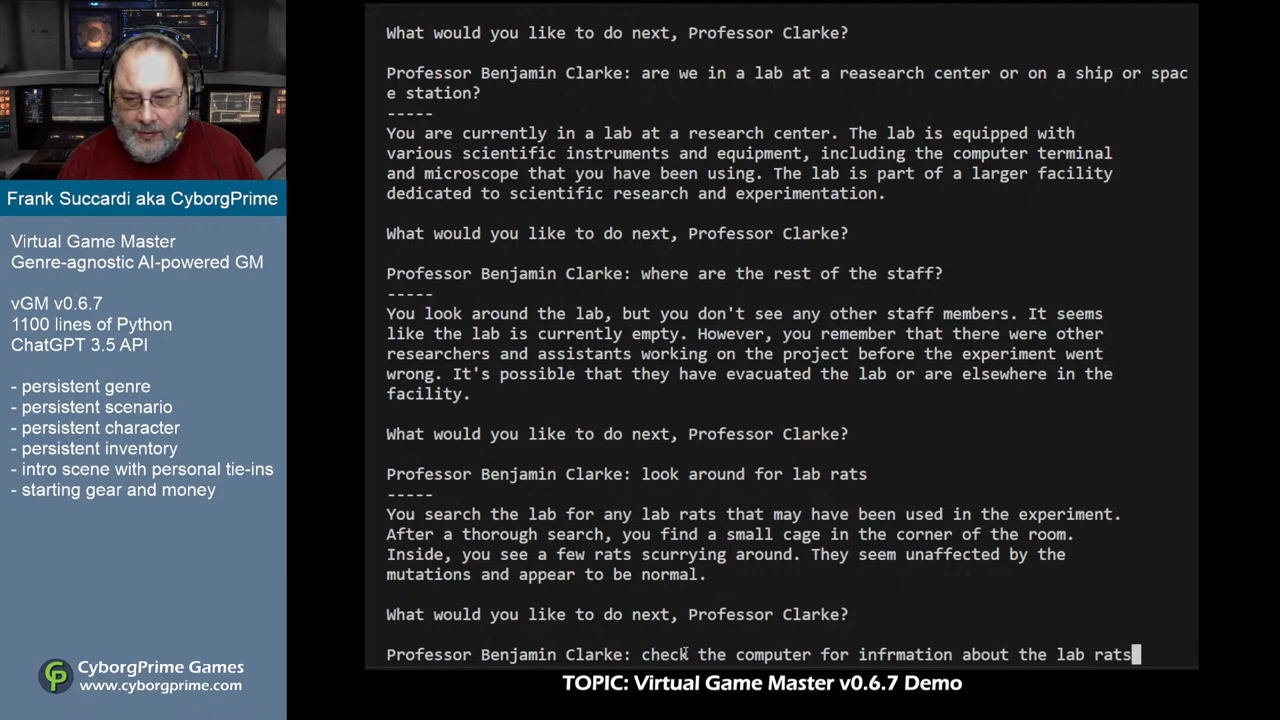 What would you like to do next, Professor Clarke?
Professor Benjamin Clarke: are we in a lab at a reasearch center or on a ship or spac
e station?
-----
You are currently in a lab at a research center. The lab is equipped with
various scientific instruments and equipment, including the computer terminal
and microscope that you have been using. The lab is part of a larger facility
dedicated to scientific research and experimentation.
What would you like to do next, Professor Clarke?
Professor Benjamin Clarke: where are the rest of the staff?
-----
You look around the lab, but you don't see any other staff members. It seems
like the lab is currently empty. However, you remember that there were other
researchers and assistants working on the project before the experiment went
wrong. It's possible that they have evacuated the lab or are elsewhere in the
facility.
What would you like to do next, Professor Clarke?
Professor Benjamin Clarke: look around for lab rats
-----
You search the lab for any lab rats that may have been used in the experiment.
After a thorough search, you find a small cage in the corner of the room.
Inside, you see a few rats scurrying around. They seem unaffected by the
mutations and appear to be normal.
What would you like to do next, Professor Clarke?
Professor Benjamin Clarke: check the computer for infrmation about the lab rats
Frank Succardi aka CyborgPrime
Virtual Game Master
Genre-agnostic AI-powered GM
vGM v0.6.7
1100 lines of Python
ChatGPT 3.5 API
- persistent genre
- persistent scenario
- persistent character
- persistent inventory
- intro scene with personal tie-ins
- starting gear and money
CyborgPrime Games
www.cyborgprime.com
TOPIC: Virtual Game Master v0.6.7 Demo